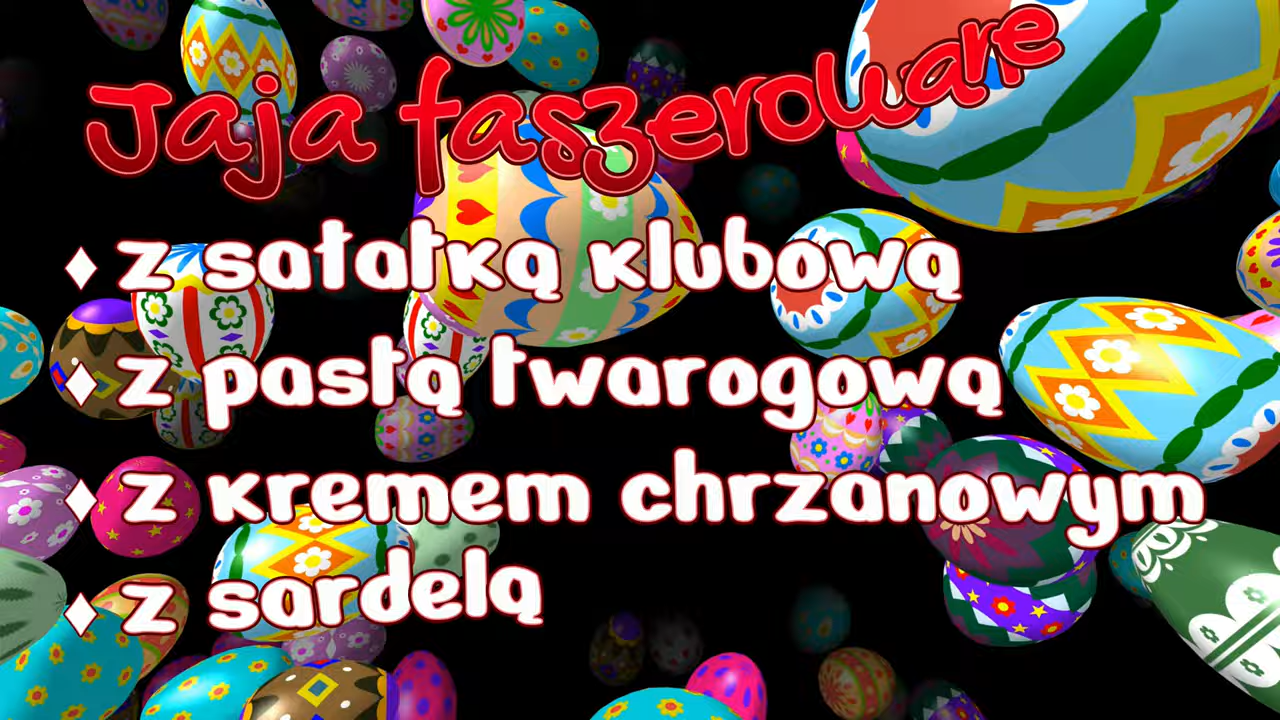 Jaja faszerowane
♦ z sałatką klubową
♦ z pastą twarogową
♦ z kremem chrzanowym
♦ z sardelą